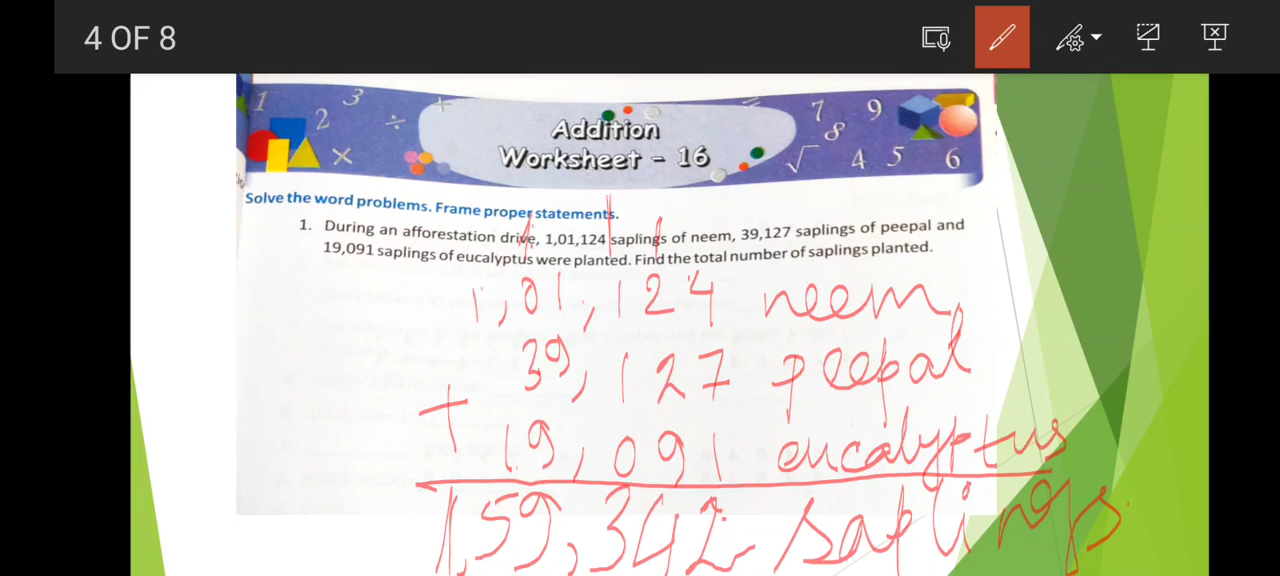 4 OF 8
1 2 3 ÷ + × = 7 8 9 √ 4 5 6
Addition
Worksheet - 16
Solve the word problems. Frame proper statements.
1. During an afforestation drive, 1,01,124 saplings of neem, 39,127 saplings of peepal and
19,091 saplings of eucalyptus were planted. Find the total number of saplings planted.
1 1 1
1,01,124 neem
39,127 peepal
+ 19,091 eucalyptus
1,59,342 saplings.